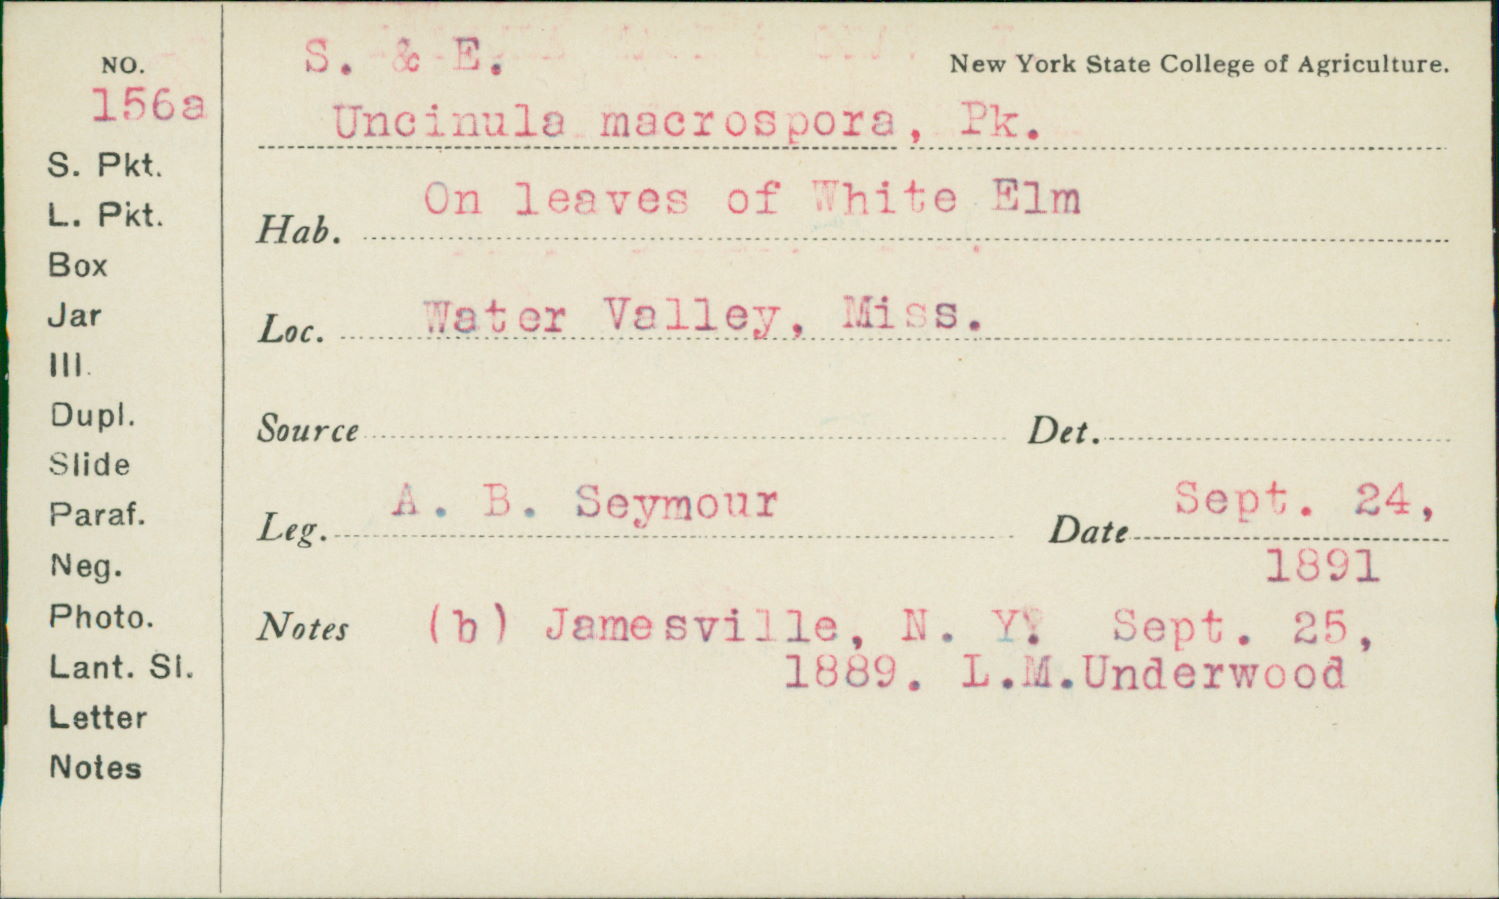 NO.
156a
S. Pkt.
L. Pkt.
Box
Jar
Ill.
Dupl.
Slide
Paraf.
Neg.
Photo.
Lant. Sl.
Letter
Notes
S. & E.
New York State College of Agriculture.
Uncinula macrospora, Pk.
Hab. On leaves of White Elm
Loc. Water Valley, Miss.
Source Det.
Leg. A. B. Seymour Date Sept. 24,
1891
Notes (b) Jamesville, N. Y. Sept. 25,
1889. L.M.Underwood